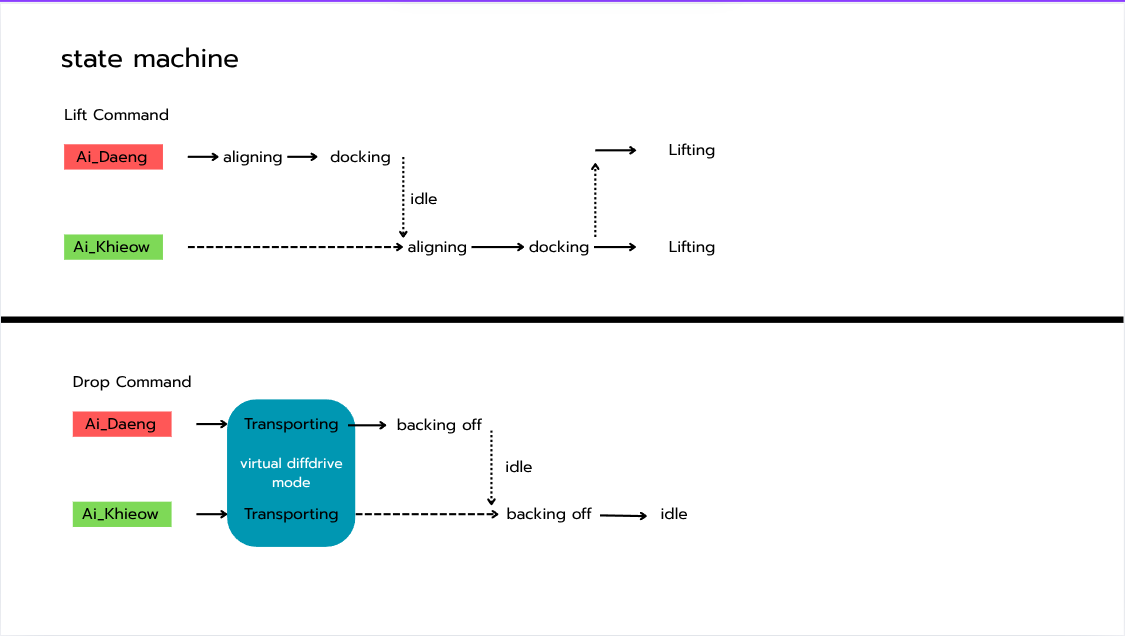 state machine
Lift Command
Ai_Daeng
aligning
docking
Lifting
idle
Ai_Khieow
aligning
docking
Lifting
Drop Command
Ai_Daeng
Transporting
backing off
virtual diffdrive
mode
idle
Ai_Khieow
Transporting
backing off
idle